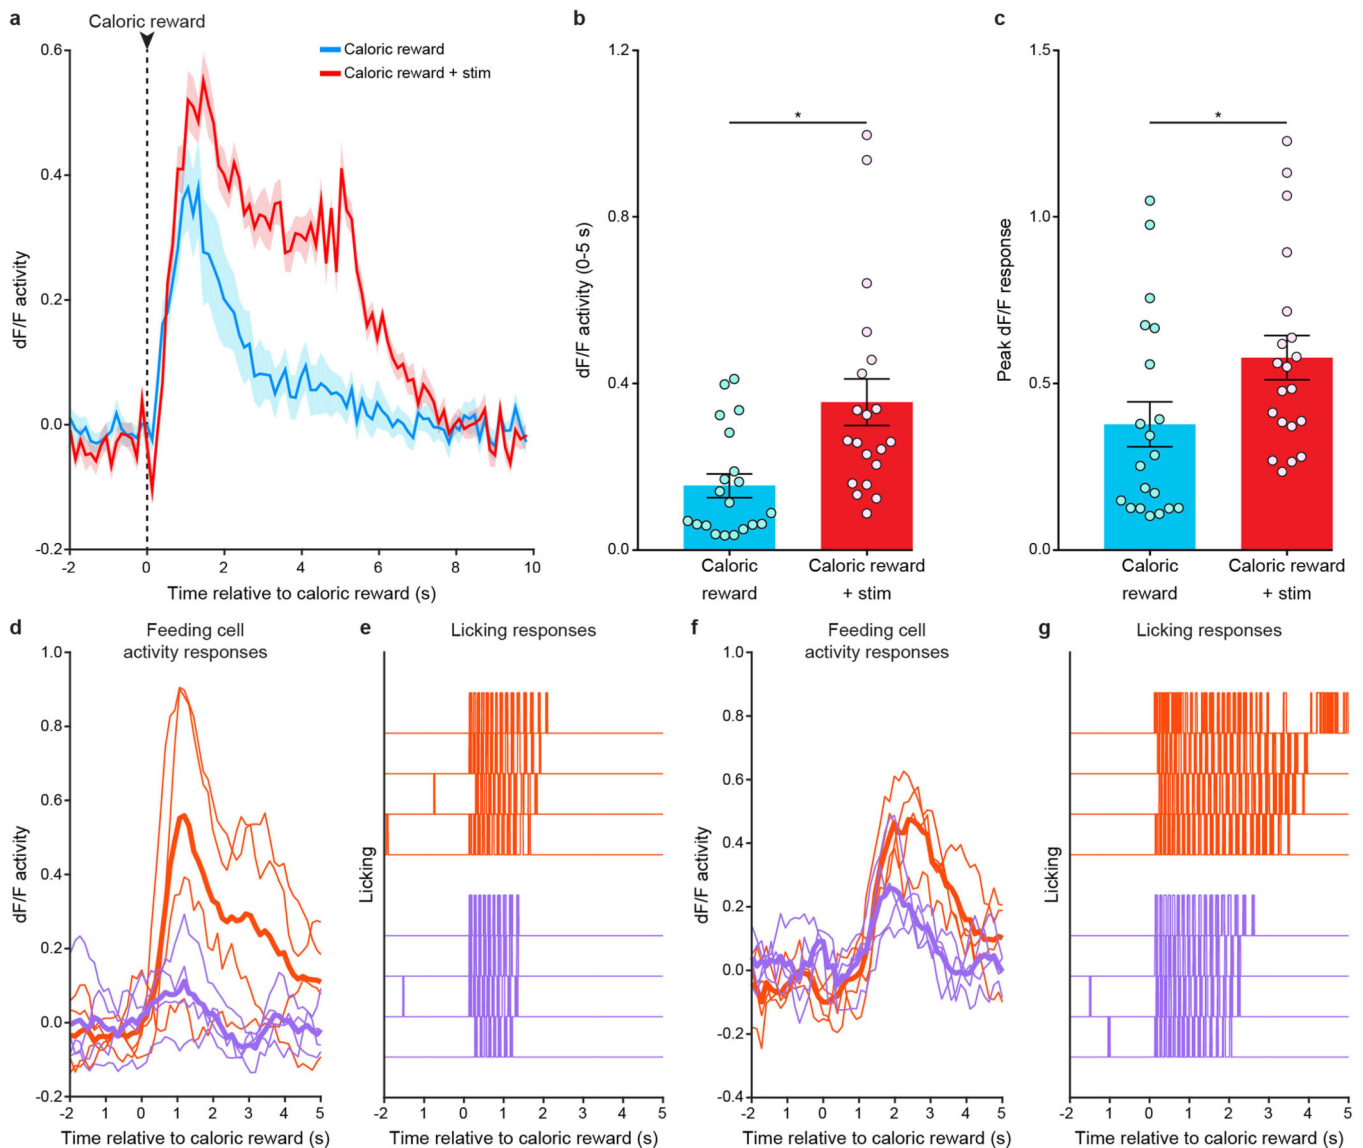 a
Caloric reward
Caloric reward
Caloric reward + stim
0.6
0.4
0.2
0.0
-0.2
dF/F activity
-2 0 2 4 6 8 10
Time relative to caloric reward (s)
b
1.2
0.8
0.4
0.0
dF/F activity (0-5 s)
*
Caloric
reward
Caloric reward
+ stim
c
1.5
1.0
0.5
0.0
Peak dF/F response
*
Caloric
reward
Caloric reward
+ stim
d
Feeding cell
activity responses
1.0
0.8
0.6
0.4
0.2
0.0
-0.2
dF/F activity
-2 -1 0 1 2 3 4 5
Time relative to caloric reward (s)
e
Licking responses
Licking
-2 -1 0 1 2 3 4 5
Time relative to caloric reward (s)
f
Feeding cell
activity responses
1.0
0.8
0.6
0.4
0.2
0.0
-0.2
-0.4
dF/F activity
-2 -1 0 1 2 3 4 5
Time relative to caloric reward (s)
g
Licking responses
Licking
-2 -1 0 1 2 3 4 5
Time relative to caloric reward (s)